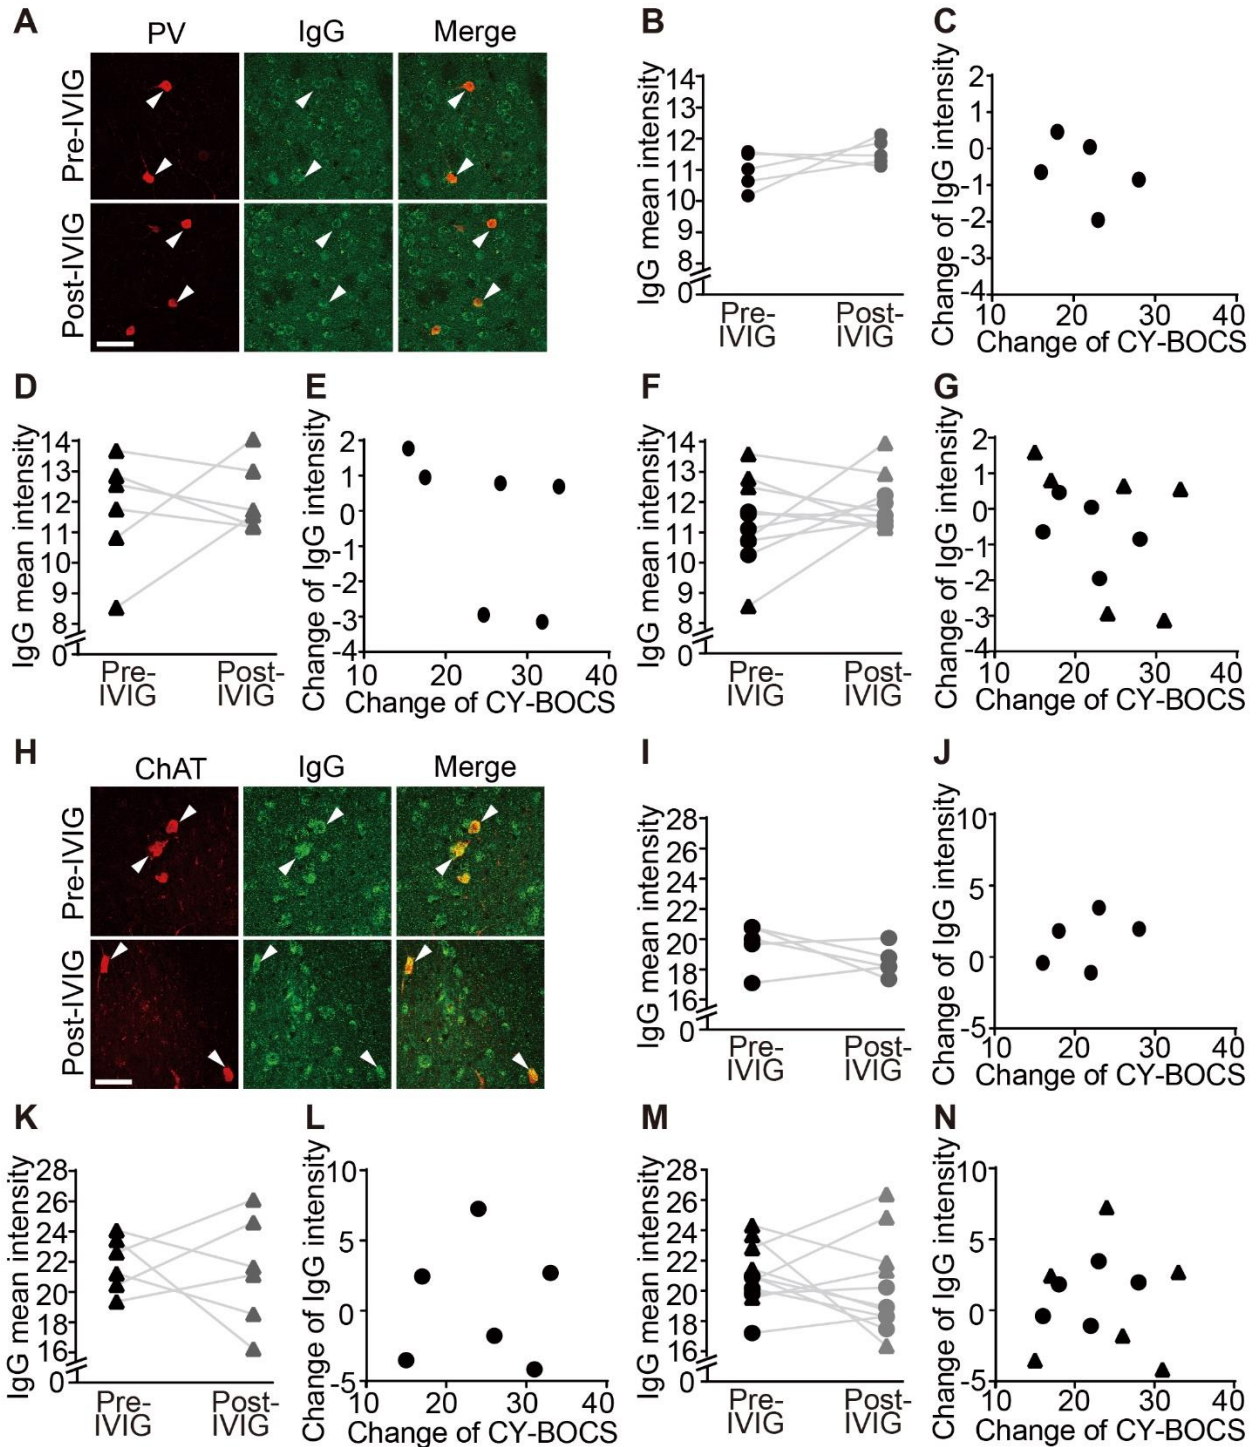 A
PV
IgG
Merge
Pre-IVIG
Post-IVIG
B
IgG mean intensity
14
13
12
11
10
9
8
0
Pre-
IVIG
Post-
IVIG
C
Change of IgG intensity
2
1
0
-1
-2
-3
-4
10
20
30
40
Change of CY-BOCS
D
IgG mean intensity
14
13
12
11
10
9
8
0
Pre-
IVIG
Post-
IVIG
E
Change of IgG intensity
2
1
0
-1
-2
-3
-4
10
20
30
40
Change of CY-BOCS
F
IgG mean intensity
14
13
12
11
10
9
8
0
Pre-
IVIG
Post-
IVIG
G
Change of IgG intensity
2
1
0
-1
-2
-3
-4
10
20
30
40
Change of CY-BOCS
H
ChAT
IgG
Merge
Pre-IVIG
Post-IVIG
I
IgG mean intensity
28
26
24
22
20
18
16
0
Pre-
IVIG
Post-
IVIG
J
Change of IgG intensity
10
5
0
-5
10
20
30
40
Change of CY-BOCS
K
IgG mean intensity
28
26
24
22
20
18
16
0
Pre-
IVIG
Post-
IVIG
L
Change of IgG intensity
10
5
0
-5
10
20
30
40
Change of CY-BOCS
M
IgG mean intensity
28
26
24
22
20
18
16
0
Pre-
IVIG
Post-
IVIG
N
Change of IgG intensity
10
5
0
-5
10
20
30
40
Change of CY-BOCS